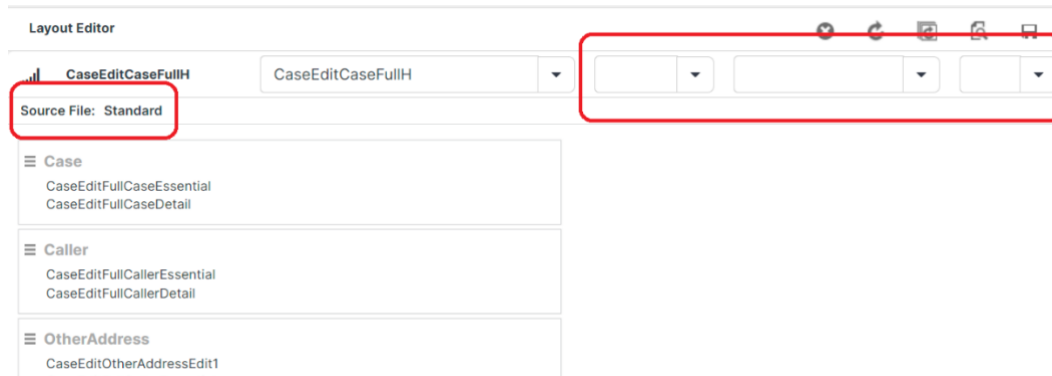 Layout Editor
CaseEditCaseFullH CaseEditCaseFullH
Source File: Standard
Case
CaseEditFullCaseEssential
CaseEditFullCaseDetail
Caller
CaseEditFullCallerEssential
CaseEditFullCallerDetail
OtherAddress
CaseEditOtherAddressEdit1